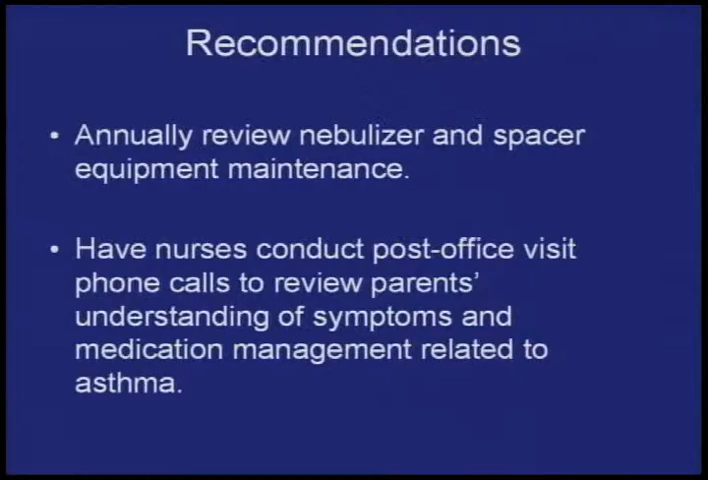 Recommendations
• Annually review nebulizer and spacer
equipment maintenance.
• Have nurses conduct post-office visit
phone calls to review parents'
understanding of symptoms and
medication management related to
asthma.